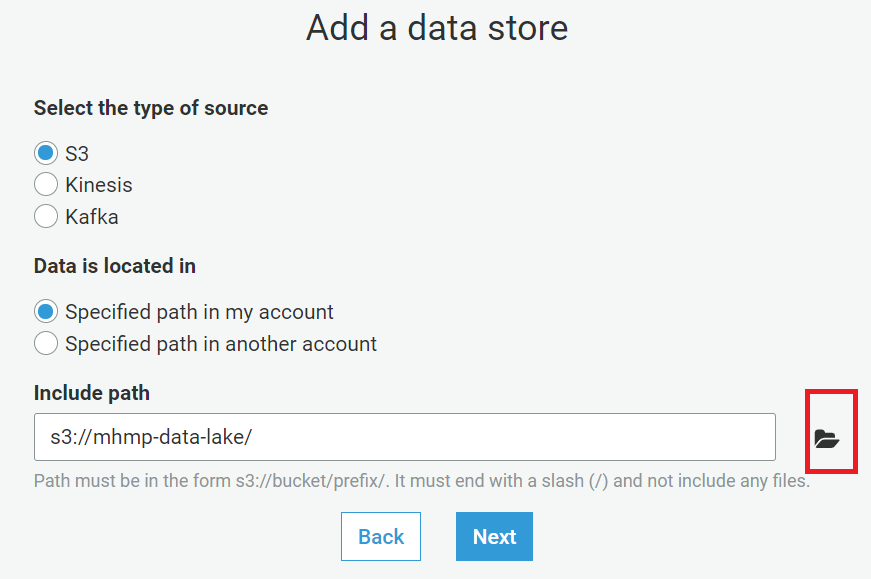 Add a data store
Select the type of source
S3
Kinesis
Kafka
Data is located in
Specified path in my account
Specified path in another account
Include path
s3://mhmp-data-lake/
Path must be in the form s3://bucket/prefix/. It must end with a slash (/) and not include any files.
Back
Next